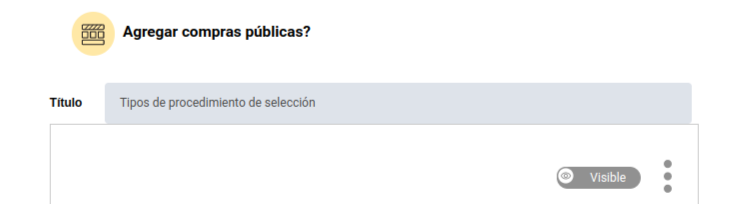 Agregar compras públicas?
Título
Tipos de procedimiento de selección
Visible